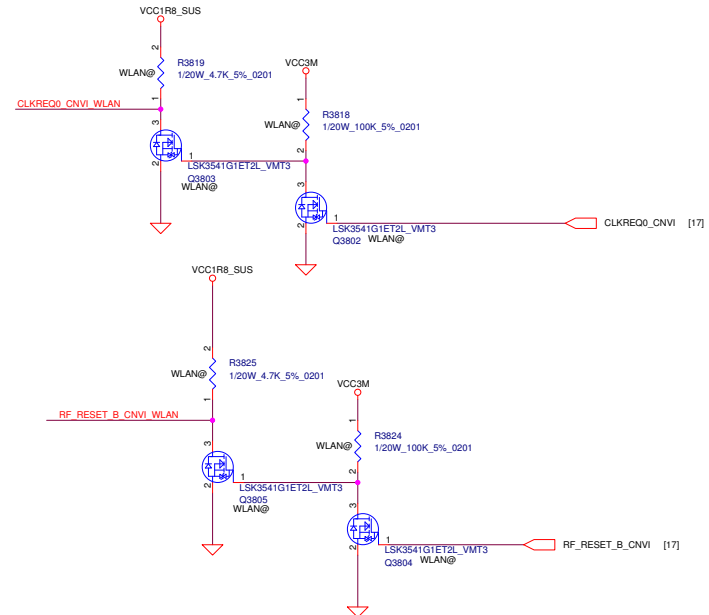 VCC1R8_SUS
2
R3819
WLAN@
1/20W_4.7K_5%_0201
1
CLKREQ0_CNVI_WLAN
VCC3M
1
R3818
WLAN@
1/20W_100K_5%_0201
2
3
1
2
LSK3541G1ET2L_VMT3
Q3803
WLAN@
3
1
2
LSK3541G1ET2L_VMT3
Q3802
WLAN@
CLKREQ0_CNVI [17]
VCC1R8_SUS
2
R3825
WLAN@
1/20W_4.7K_5%_0201
1
RF_RESET_B_CNVI_WLAN
VCC3M
1
R3824
WLAN@
1/20W_100K_5%_0201
2
3
1
2
LSK3541G1ET2L_VMT3
Q3805
WLAN@
3
1
2
LSK3541G1ET2L_VMT3
Q3804
WLAN@
RF_RESET_B_CNVI [17]